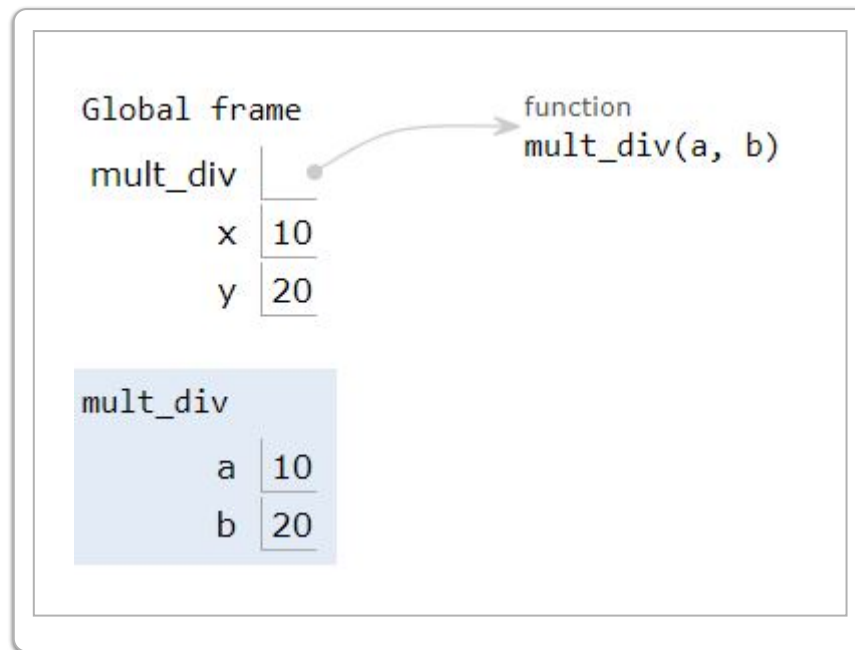 Global frame
function
mult_div(a, b)
mult_div
x 10
y 20
mult_div
a 10
b 20